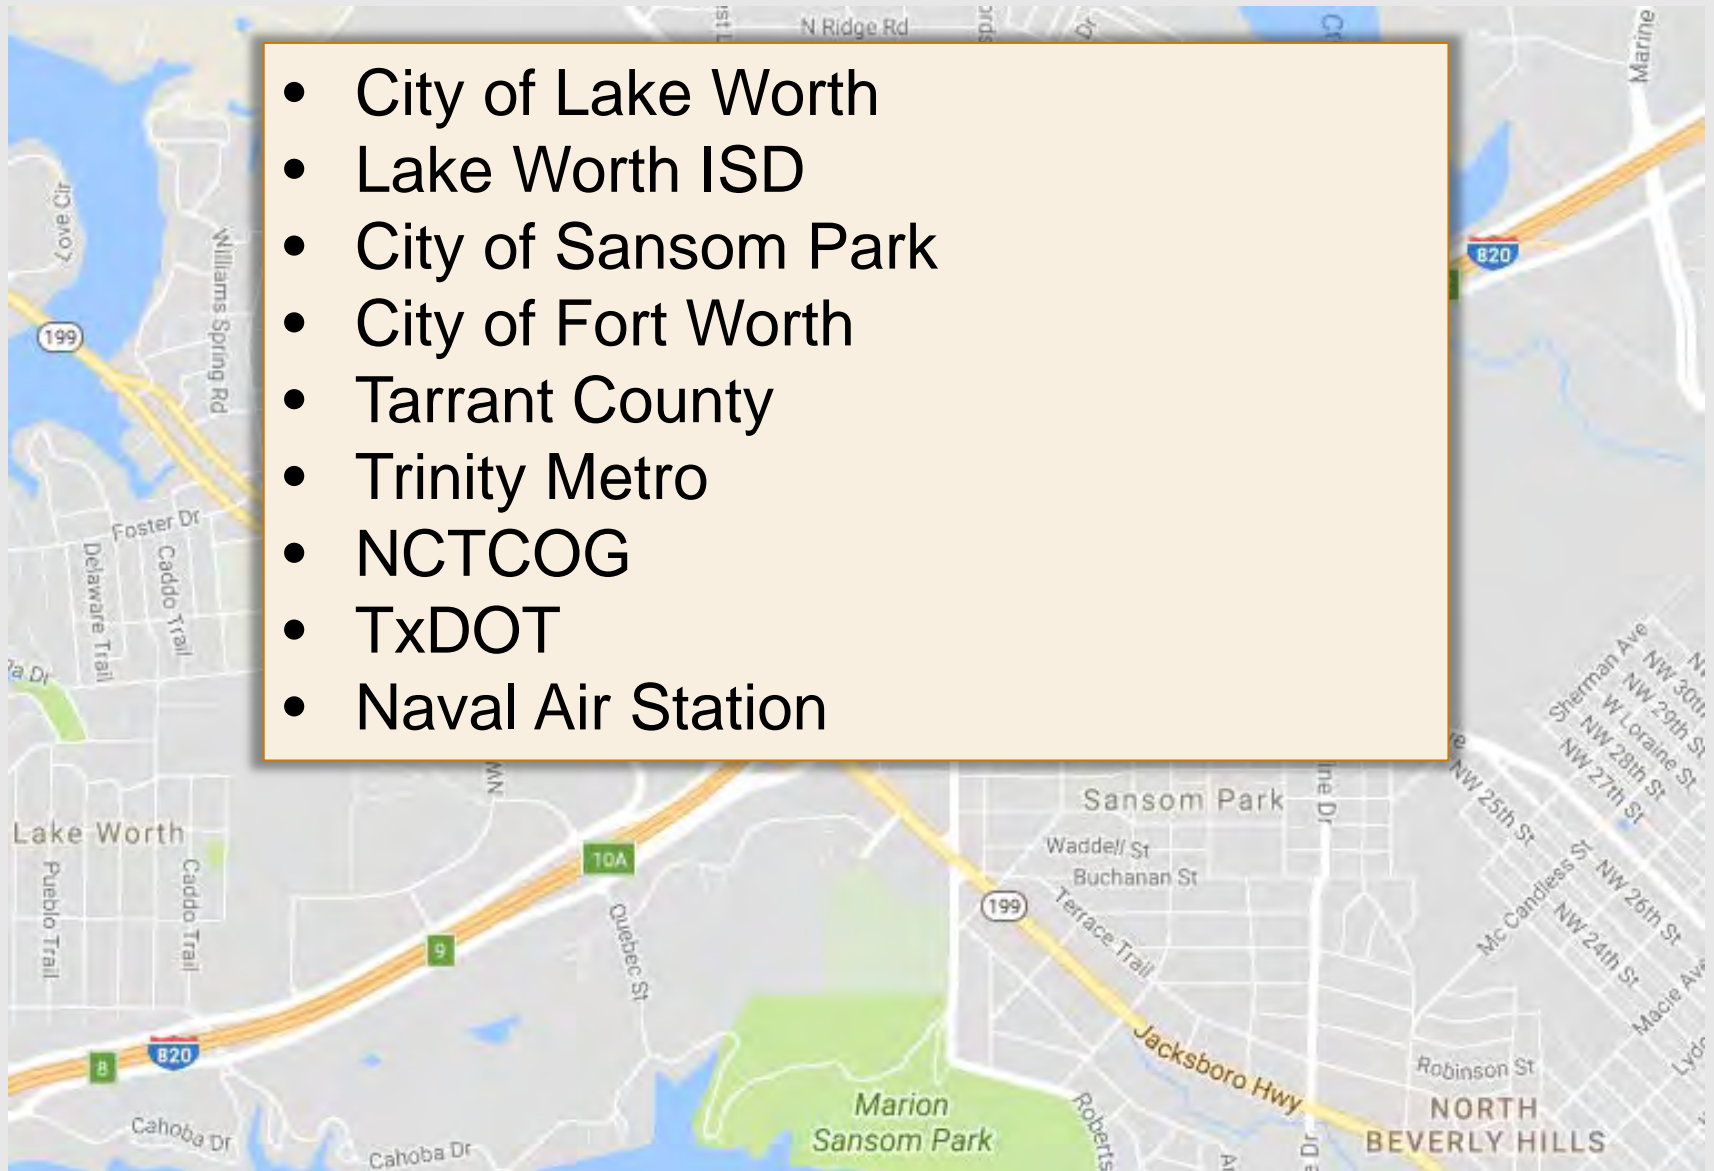 N Ridge Rd
Dr
Marine
• City of Lake Worth
• Lake Worth ISD
• City of Sansom Park
• City of Fort Worth
• Tarrant County
• Trinity Metro
• NCTCOG
• TxDOT
• Naval Air Station
Love Cir
Williams Spring Rd
199
820
Foster Dr
Delaware Trail
Caddo Trail
Sherman Ave
NW 30th
NW 29th St
W Loraine St
NW 28th St
NW 27th St
NW 25th St
Sansom Park
Lake Worth
Waddell St
Buchanan St
10A
199
Terrace Trail
Pueblo Trail
Caddo Trail
Quebec St
9
Mc Candless St
NW 26th St
NW 24th St
Macie Ave
820
8
Jacksboro Hwy
Robinson St
Marion
Sansom Park
Roberts
NORTH
BEVERLY HILLS
Cahoba Dr
Cahoba Dr